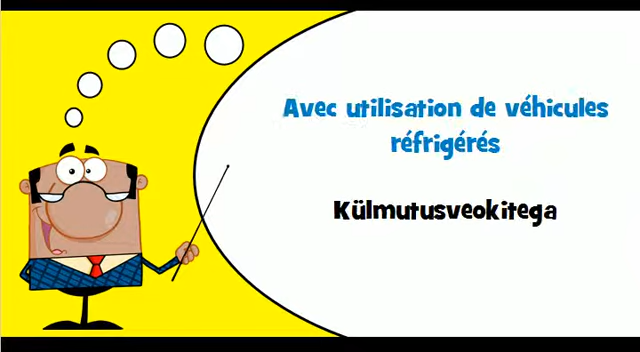 Avec utilisation de véhicules
réfrigérés
Külmutusveokitega